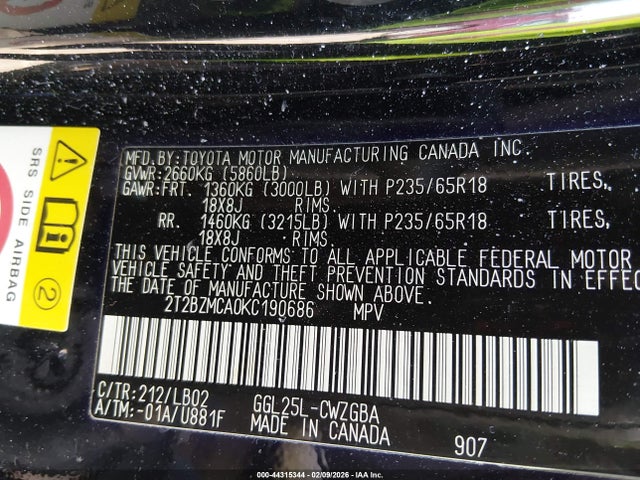 MFD.BY:TOYOTA MOTOR MANUFACTURING CANADA INC.
GVWR:2660KG (5860LB)
GAWR:FRT. 1360KG (3000LB) WITH P235/65R18 TIRES,
18X8J RIMS.
RR. 1460KG (3215LB) WITH P235/65R18 TIRES,
18X8J RIMS.
THIS VEHICLE CONFORMS TO ALL APPLICABLE FEDERAL MOTOR
VEHICLE SAFETY AND THEFT PREVENTION STANDARDS IN EFFEC
THE DATE OF MANUFACTURE SHOWN ABOVE.
2T2BZMCA0KC190686 MPV
C/TR:212/LB02 GGL25L-CWZGBA
A/TM:-01A/U881F MADE IN CANADA 907
SRS SIDE AIRBAG
2
000-44315344 - 02/09/2026 - IAA